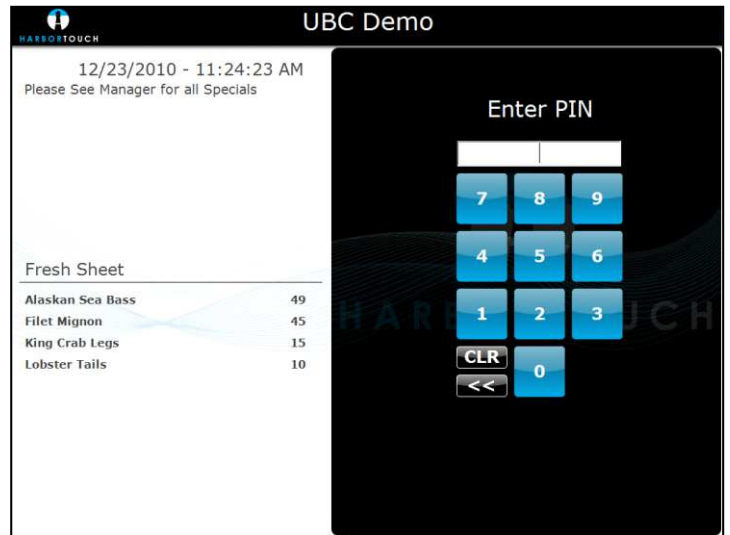 HARBORTOUCH
UBC Demo
12/23/2010 - 11:24:23 AM
Please See Manager for all Specials
Fresh Sheet
Alaskan Sea Bass 49
Filet Mignon 45
King Crab Legs 15
Lobster Tails 10
Enter PIN
7 8 9
4 5 6
1 2 3
CLR
<<
0
HARBORTOUCH